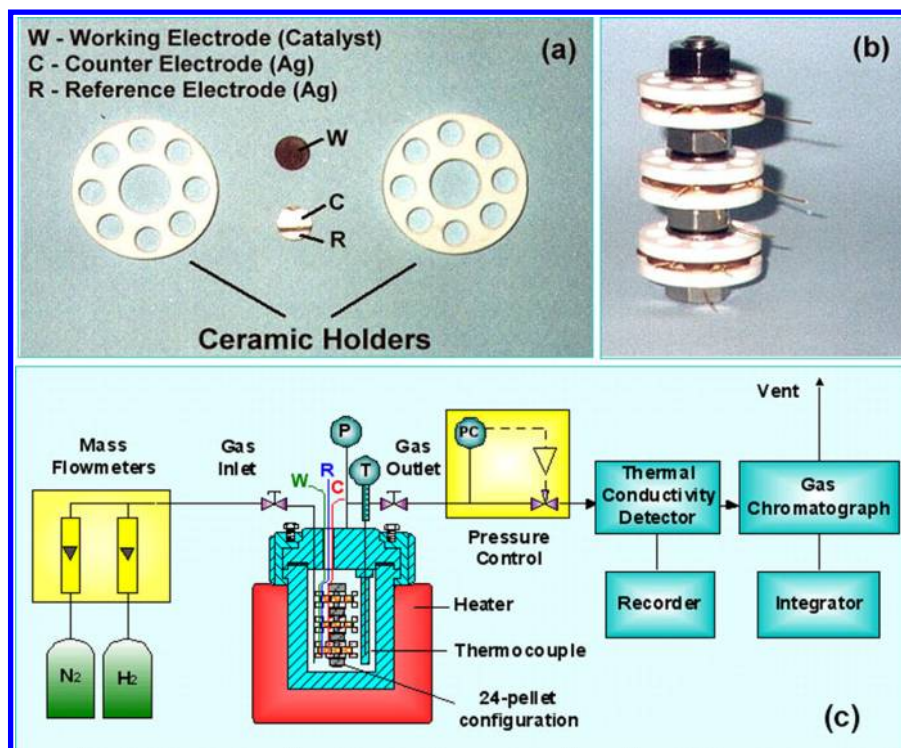 W - Working Electrode (Catalyst)
C - Counter Electrode (Ag)
R - Reference Electrode (Ag)
(a)
W
C
R
Ceramic Holders
(b)
Mass
Flowmeters
N2
H2
Gas
Inlet
W
R
C
P
T
Gas
Outlet
PC
Pressure
Control
Thermal
Conductivity
Detector
Recorder
Vent
Gas
Chromatograph
Integrator
Heater
Thermocouple
24-pellet
configuration
(c)